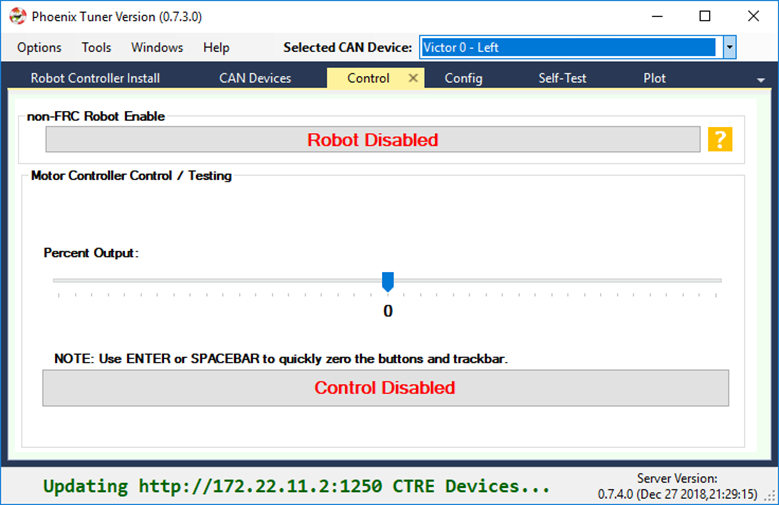 Phoenix Tuner Version (0.7.3.0)
Options Tools Windows Help Selected CAN Device: Victor 0 - Left
Robot Controller Install CAN Devices Control Config Self-Test Plot
non-FRC Robot Enable
Robot Disabled ?
Motor Controller Control / Testing
Percent Output:
0
NOTE: Use ENTER or SPACEBAR to quickly zero the buttons and trackbar.
Control Disabled
Updating http://172.22.11.2:1250 CTRE Devices...
Server Version:
0.7.4.0 (Dec 27 2018,21:29:15)